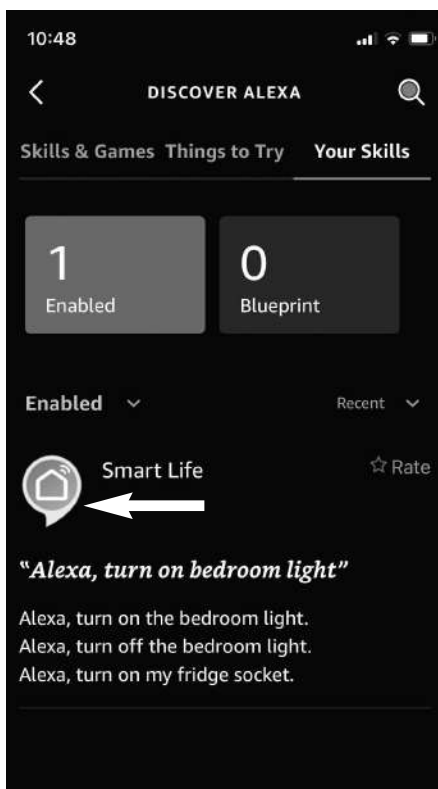 10:48
DISCOVER ALEXA
Skills & Games Things to Try Your Skills
1
Enabled
0
Blueprint
Enabled
Recent
Smart Life
Rate
“Alexa, turn on bedroom light”
Alexa, turn on the bedroom light.
Alexa, turn off the bedroom light.
Alexa, turn on my fridge socket.